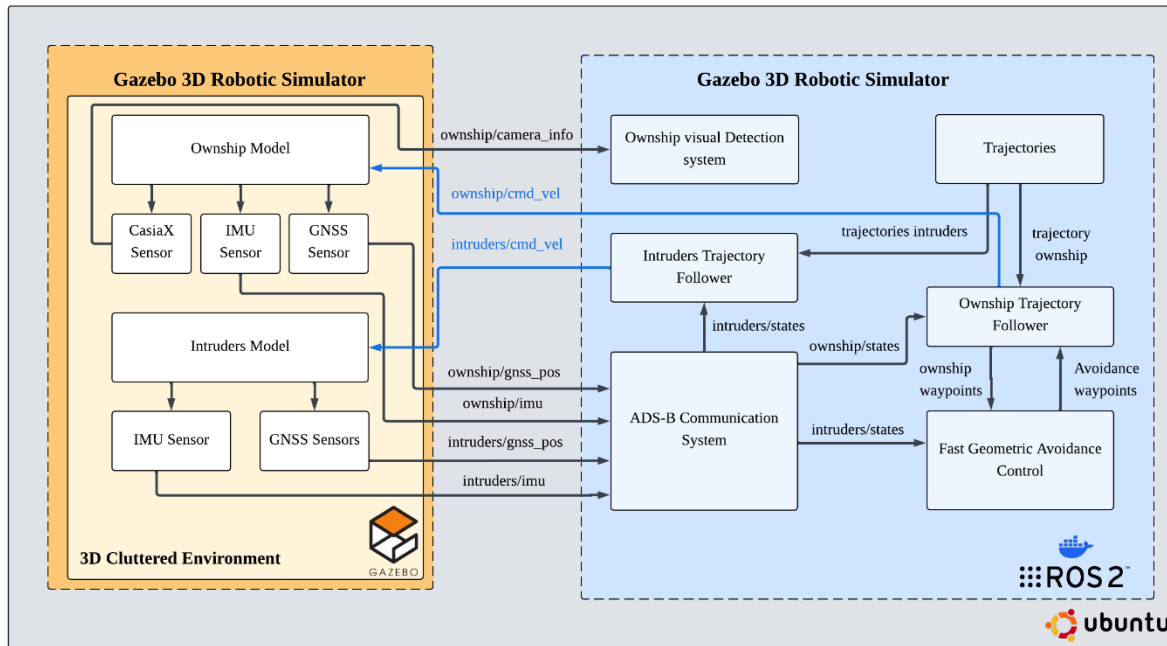 Gazebo 3D Robotic Simulator
Ownship Model
CasiaX
Sensor
IMU
Sensor
GNSS
Sensor
Intruders Model
IMU Sensor
GNSS Sensors
3D Cluttered Environment
GAZEBO
ownship/camera_info
ownship/cmd_vel
intruders/cmd_vel
ownship/gnss_pos
ownship/imu
intruders/gnss_pos
intruders/imu
Gazebo 3D Robotic Simulator
Ownship visual Detection
system
Trajectories
trajectories intruders
trajectory
ownship
Intruders Trajectory
Follower
intruders/states
ownship/states
Ownship Trajectory
Follower
ownship
waypoints
Avoidance
waypoints
ADS-B Communication
System
intruders/states
Fast Geometric Avoidance
Control
ROS 2™
ubuntu